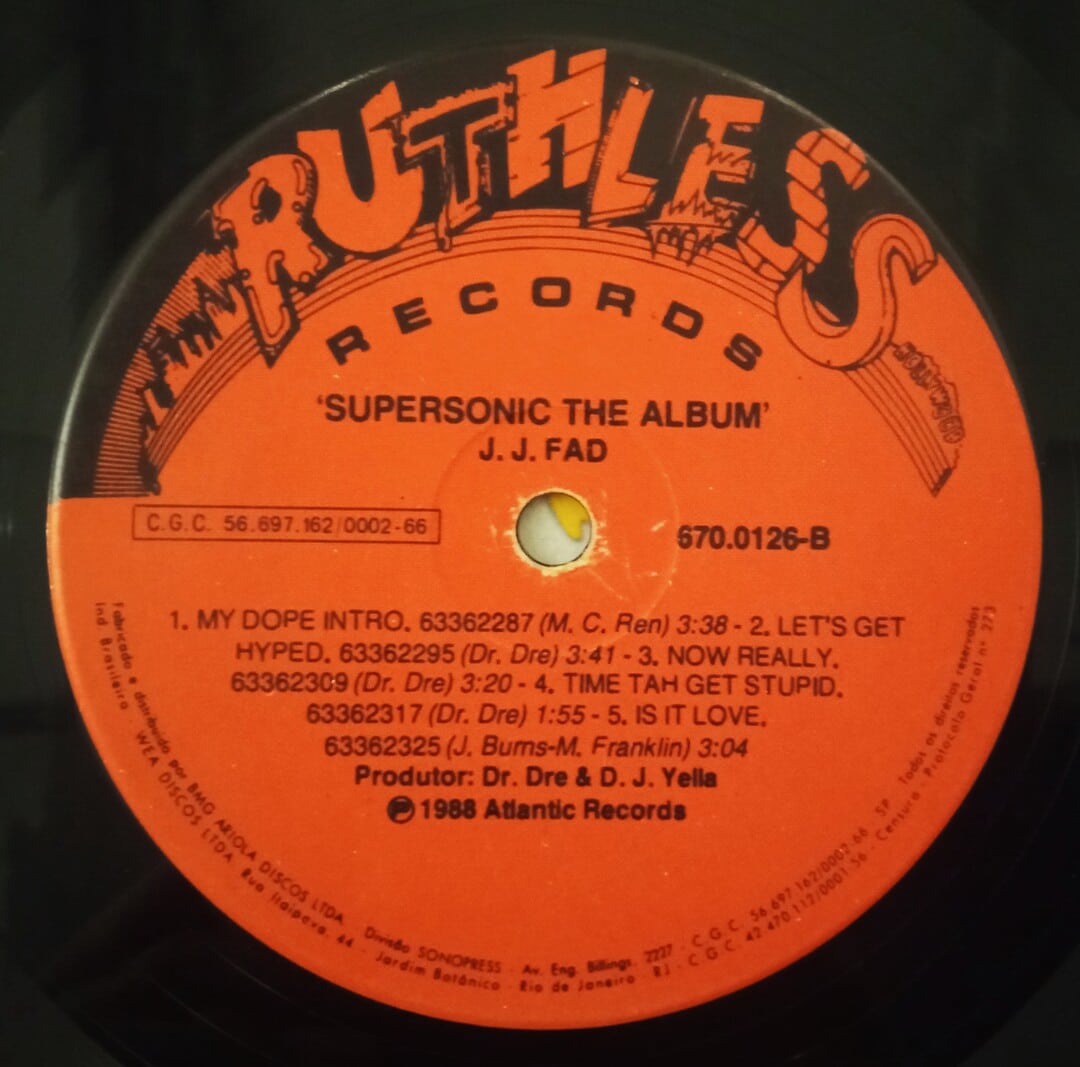 RUTHLESS
RECORDS
'SUPERSONIC THE ALBUM'
J. J. FAD
C.G.C. 56.697.162/0002-66
670.0126-B
1. MY DOPE INTRO. 63362287 (M. C. Ren) 3:38 - 2. LET'S GET
HYPED. 63362295 (Dr. Dre) 3:41 - 3. NOW REALLY.
63362309 (Dr. Dre) 3:20 - 4. TIME TAH GET STUPID.
63362317 (Dr. Dre) 1:55 - 5. IS IT LOVE.
63362325 (J. Burns-M. Franklin) 3:04
Produtor: Dr. Dre & D. J. Yella
℗ 1988 Atlantic Records
Fabricado e distribuído por BMG ARIOLA DISCOS LTDA. Divisão SONOPRESS - Av. Eng. Billings, 2227 - C.G.C. 56.697.162/0002-66 SP Todos os direitos reservados
Ind Brasileira - WEA DISCOS LTDA Rua Itaipava, 44 - Jardim Botânico - Rio de Janeiro - RJ - C.G.C. 42.470.112/0001-56 - Censura - Protocolo Geral nº 273